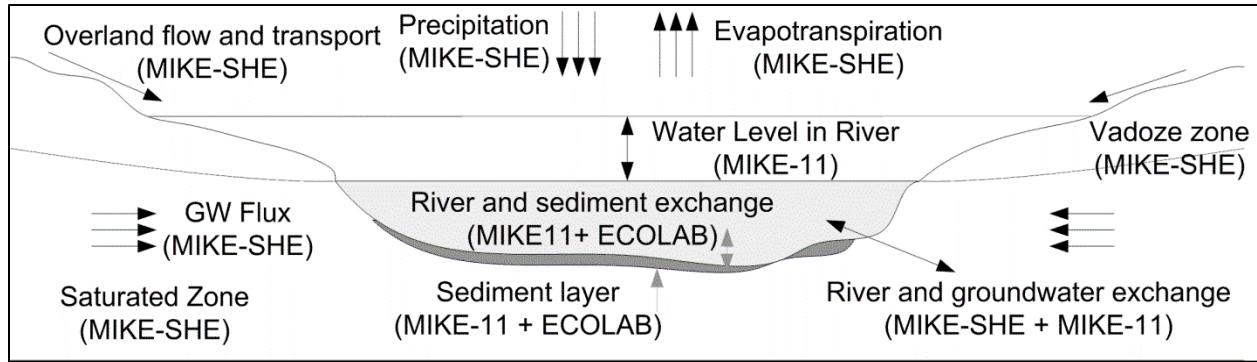 Overland flow and transport
(MIKE-SHE)
Precipitation
(MIKE-SHE)
Evapotranspiration
(MIKE-SHE)
Water Level in River
(MIKE-11)
Vadoze zone
(MIKE-SHE)
GW Flux
(MIKE-SHE)
River and sediment exchange
(MIKE11+ ECOLAB)
Saturated Zone
(MIKE-SHE)
Sediment layer
(MIKE-11 + ECOLAB)
River and groundwater exchange
(MIKE-SHE + MIKE-11)